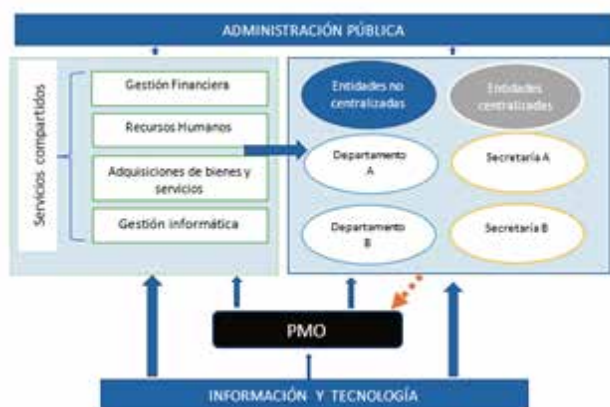 ADMINISTRACIÓN PÚBLICA
Servicios compartidos
Gestión Financiera
Recursos Humanos
Adquisiciones de bienes y
servicios
Gestión informática
Entidades no
centralizadas
Entidades
centralizadas
Departamento
A
Secretaría A
Departamento
B
Secretaría B
PMO
INFORMACIÓN Y TECNOLOGÍA